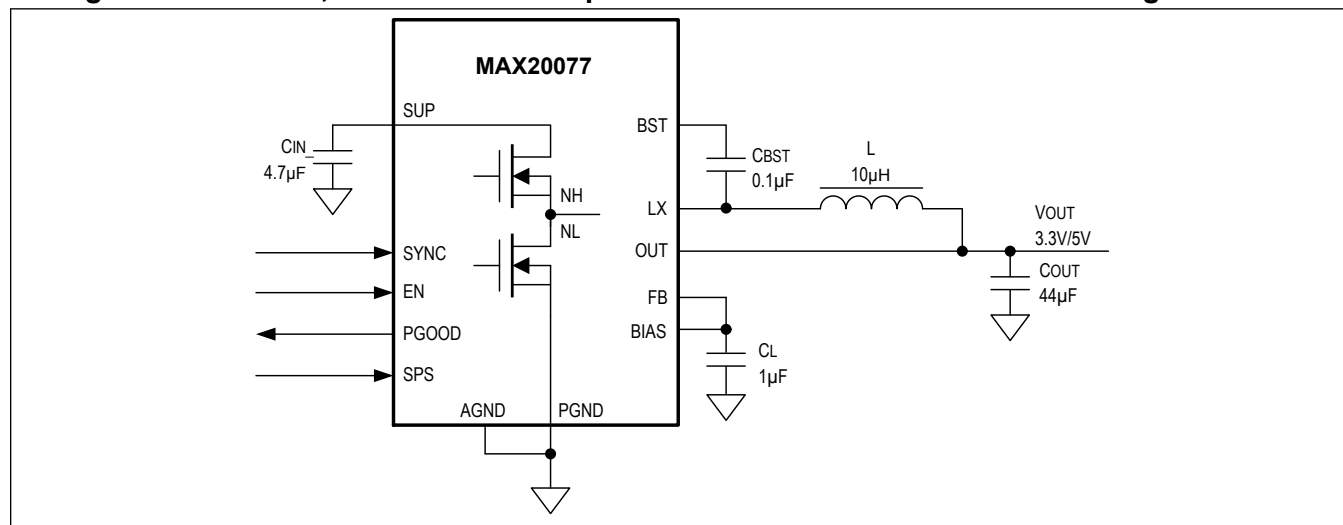 MAX20077
SUP
CIN
4.7µF
NH
NL
SYNC
EN
PGOOD
SPS
AGND
PGND
BST
CBST
0.1µF
L
10µH
LX
OUT
VOUT
3.3V/5V
COUT
44µF
FB
BIAS
CL
1µF